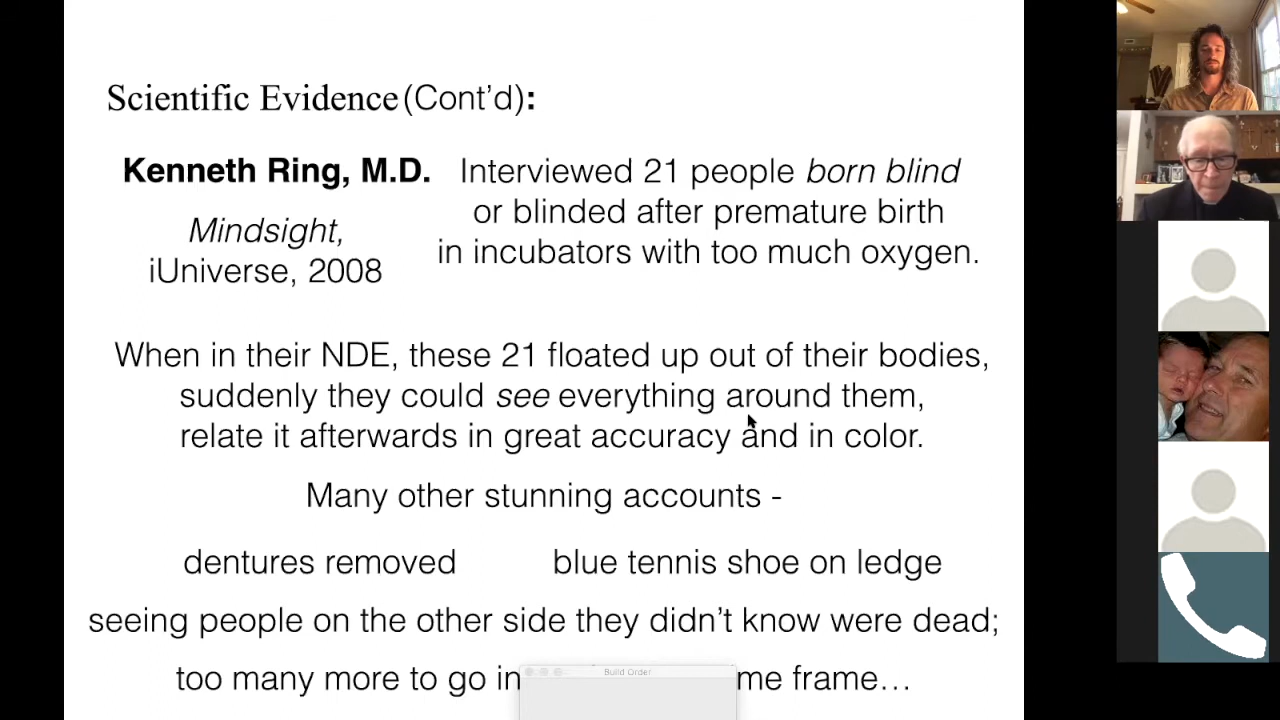 Scientific Evidence (Cont'd):
Kenneth Ring, M.D.
Mindsight,
iUniverse, 2008
Interviewed 21 people born blind
or blinded after premature birth
in incubators with too much oxygen.
When in their NDE, these 21 floated up out of their bodies,
suddenly they could see everything around them,
relate it afterwards in great accuracy and in color.
Many other stunning accounts -
dentures removed
blue tennis shoe on ledge
seeing people on the other side they didn't know were dead;
too many more to go in me frame...
Build Order